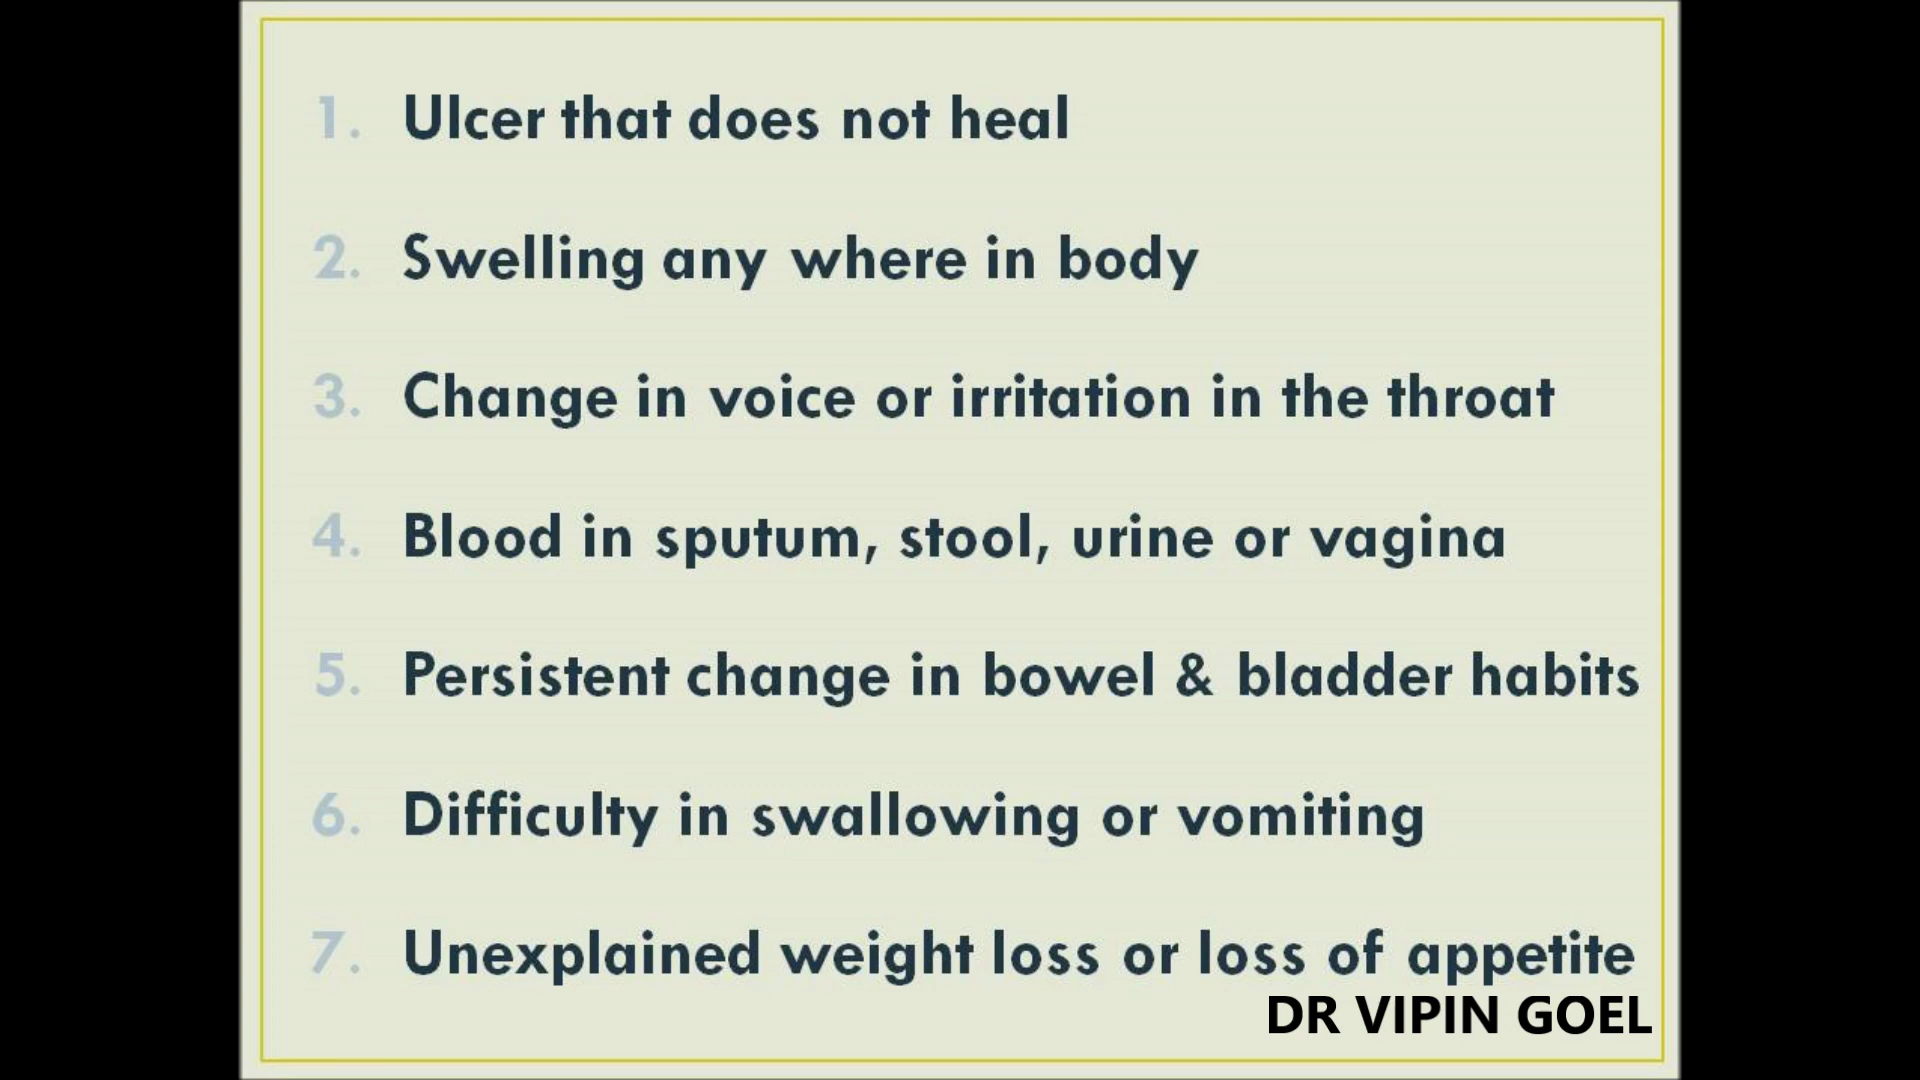 1. Ulcer that does not heal
2. Swelling any where in body
3. Change in voice or irritation in the throat
4. Blood in sputum, stool, urine or vagina
5. Persistent change in bowel & bladder habits
6. Difficulty in swallowing or vomiting
7. Unexplained weight loss or loss of appetite
DR VIPIN GOEL